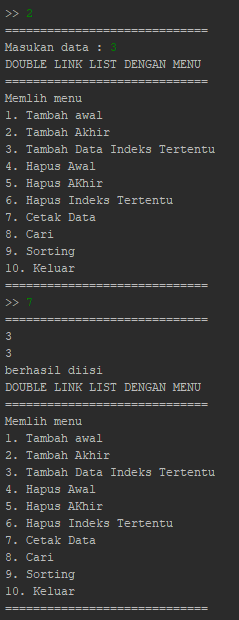 >> 2
=============================
Masukan data : 3
DOUBLE LINK LIST DENGAN MENU
=============================
Memlih menu
1. Tambah awal
2. Tambah Akhir
3. Tambah Data Indeks Tertentu
4. Hapus Awal
5. Hapus AKhir
6. Hapus Indeks Tertentu
7. Cetak Data
8. Cari
9. Sorting
10. Keluar
=============================
>> 7
=============================
3
3
berhasil diisi
DOUBLE LINK LIST DENGAN MENU
=============================
Memlih menu
1. Tambah awal
2. Tambah Akhir
3. Tambah Data Indeks Tertentu
4. Hapus Awal
5. Hapus AKhir
6. Hapus Indeks Tertentu
7. Cetak Data
8. Cari
9. Sorting
10. Keluar
=============================